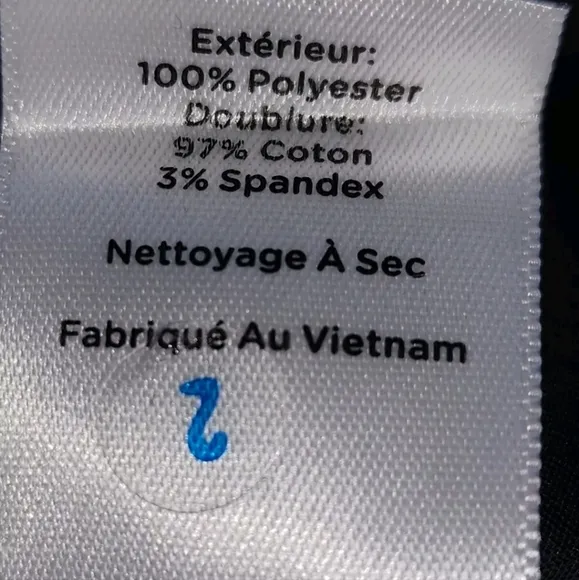 Extérieur:
100% Polyester
Doublure:
97% Coton
3% Spandex
Nettoyage À Sec
Fabriqué Au Vietnam
2